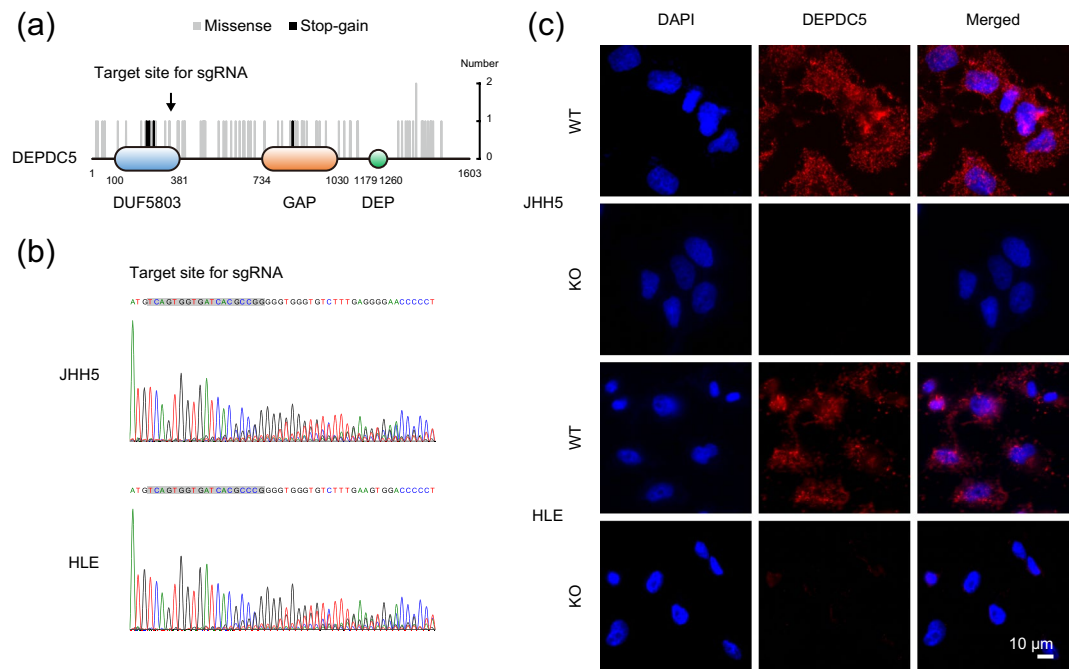 (a)
Missense
Stop-gain
Target site for sgRNA
Number
2
1
0
DEPDC5
1
100
381
734
1030
1179
1260
1603
DUF5803
GAP
DEP
(b)
Target site for sgRNA
ATGTCAGTGGTGATCACGCCGGGGGTGGGTGTCTTTGAGGGGAACCCCCT
JHH5
ATGTCAGTGGTGATCACGCCCGGGGTGGGTGTCTTTGAAGTGGACCCCCT
HLE
(c)
DAPI
DEPDC5
Merged
WT
JHH5
KO
WT
HLE
KO
10 μm